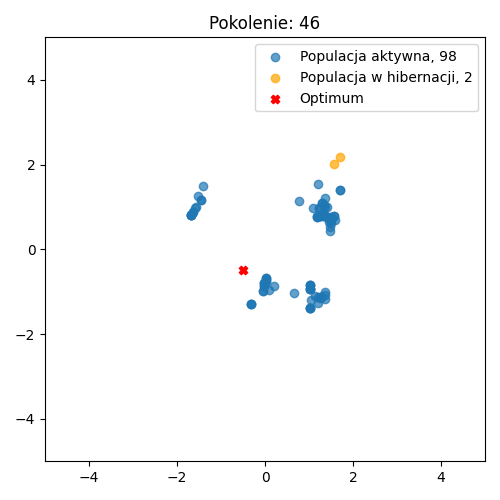 Pokolenie: 46
Populacja aktywna, 98
Populacja w hibernacji, 2
Optimum
4
2
0
−2
−4
−4 −2 0 2 4